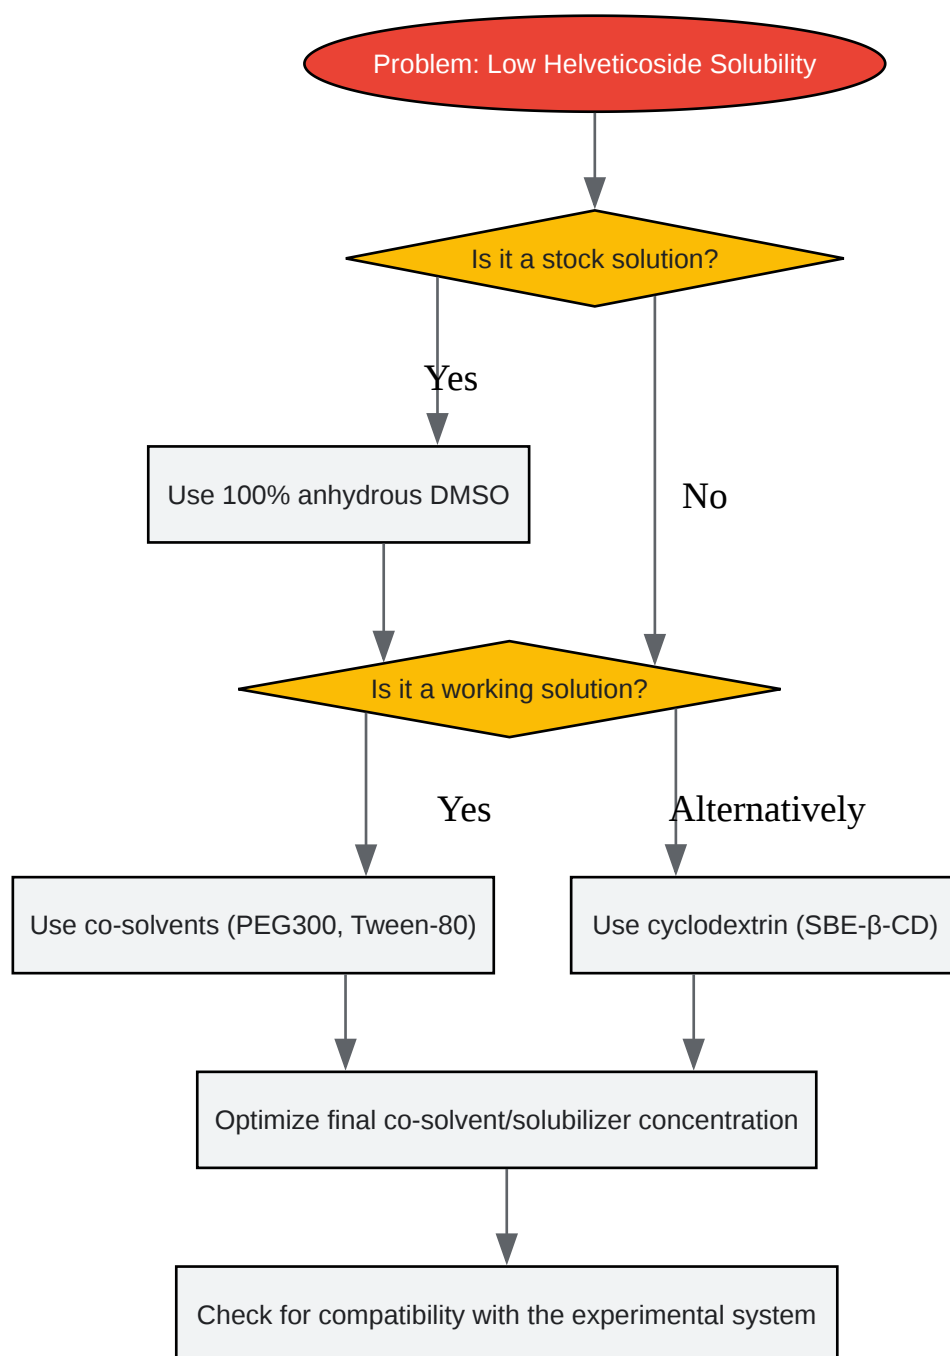 Problem: Low Helveticoside Solubility
Is it a stock solution?
Yes
Use 100% anhydrous DMSO
No
Is it a working solution?
Yes
Alternatively
Use co-solvents (PEG300, Tween-80)
Use cyclodextrin (SBE-β-CD)
Optimize final co-solvent/solubilizer concentration
Check for compatibility with the experimental system